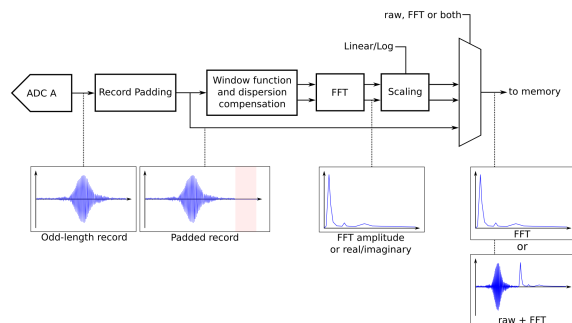 raw, FFT or both
Linear/Log
ADC A
Record Padding
Window function
and dispersion
compensation
FFT
Scaling
to memory
Odd-length record
Padded record
FFT amplitude
or real/imaginary
FFT
or
raw + FFT